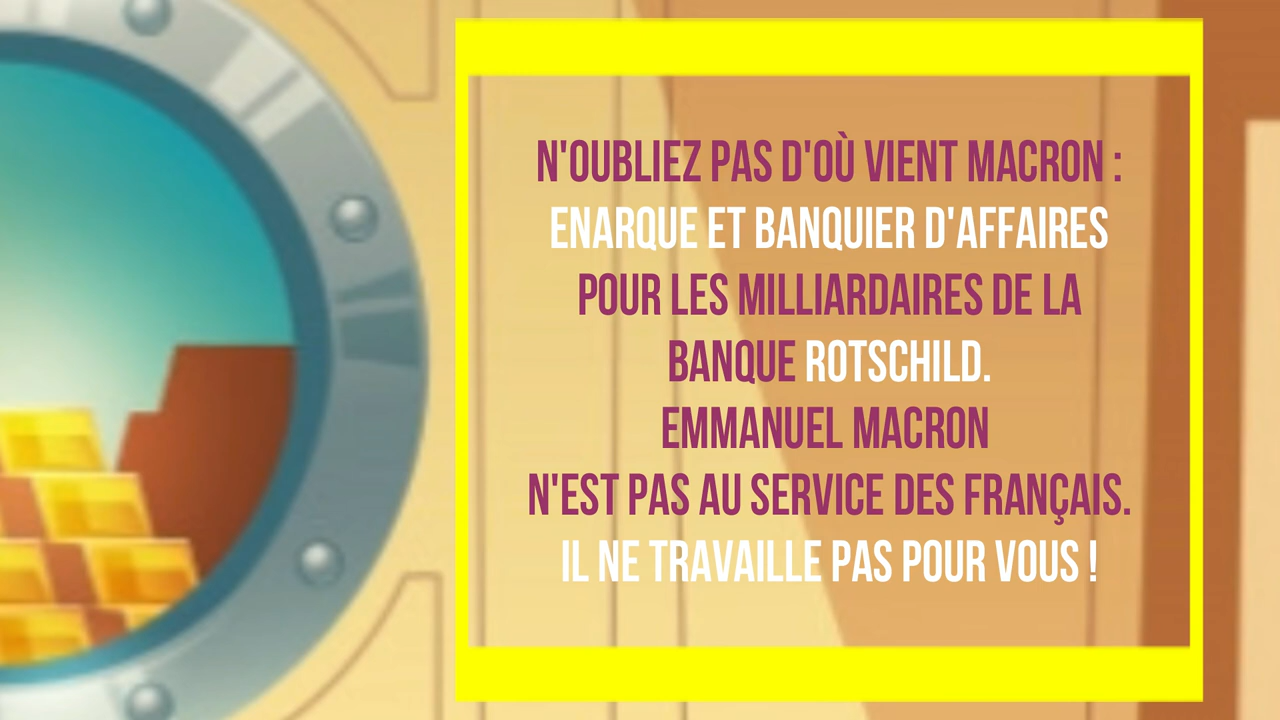 N'OUBLIEZ PAS D'OÙ VIENT MACRON :
ENARQUE ET BANQUIER D'AFFAIRES
POUR LES MILLIARDAIRES DE LA
BANQUE ROTSCHILD.
EMMANUEL MACRON
N'EST PAS AU SERVICE DES FRANÇAIS.
IL NE TRAVAILLE PAS POUR VOUS !